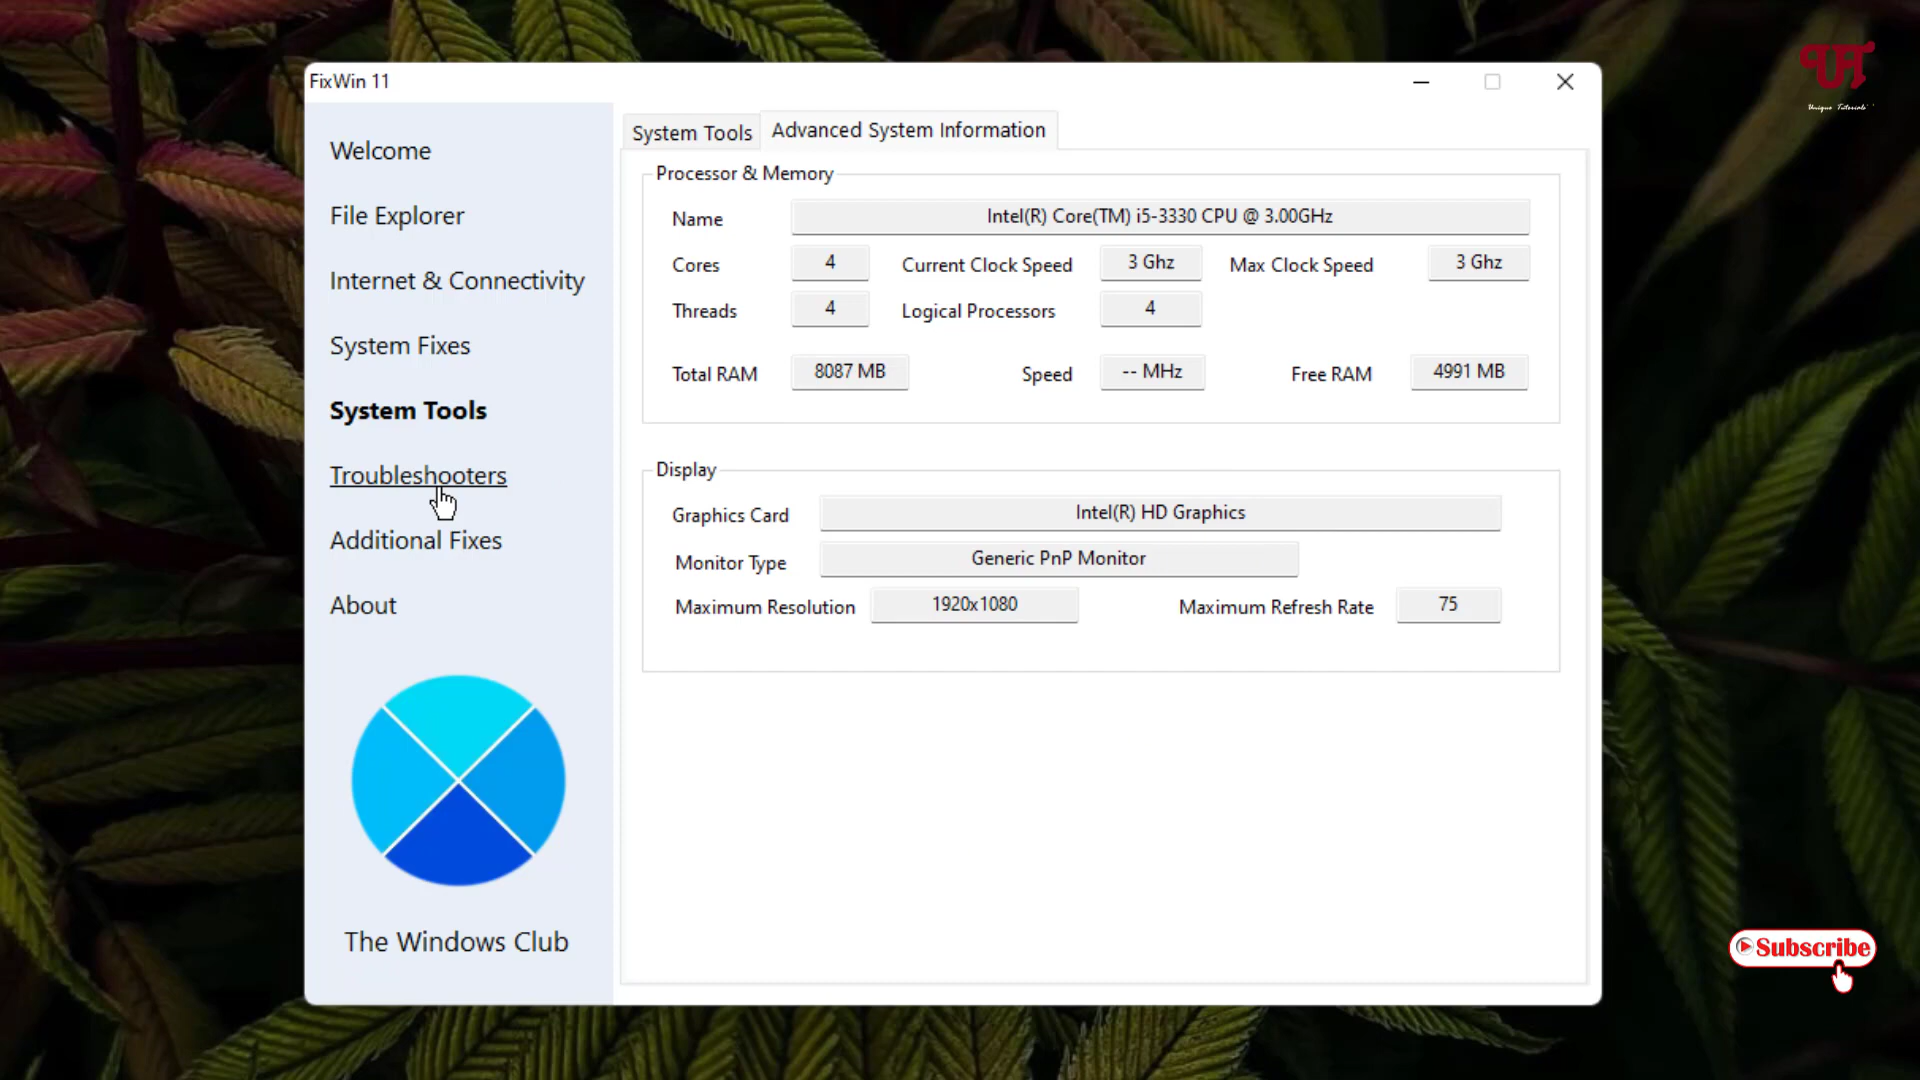 FixWin 11
UT
Unique Tutorials
Welcome
File Explorer
Internet & Connectivity
System Fixes
System Tools
Troubleshooters
Additional Fixes
About
The Windows Club
System Tools
Advanced System Information
Processor & Memory
Name Intel(R) Core(TM) i5-3330 CPU @ 3.00GHz
Cores 4 Current Clock Speed 3 Ghz Max Clock Speed 3 Ghz
Threads 4 Logical Processors 4
Total RAM 8087 MB Speed -- MHz Free RAM 4991 MB
Display
Graphics Card Intel(R) HD Graphics
Monitor Type Generic PnP Monitor
Maximum Resolution 1920x1080 Maximum Refresh Rate 75
Subscribe